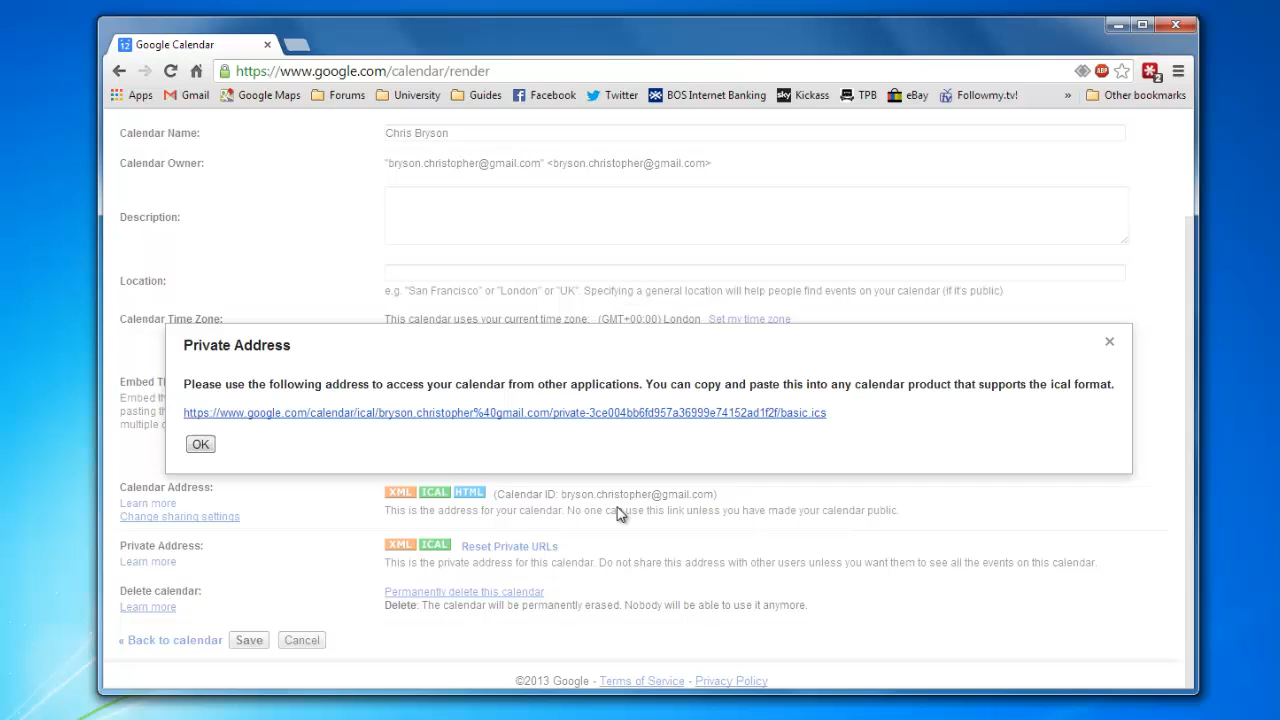 12 Google Calendar
https://www.google.com/calendar/render
ABP 2
Apps Gmail Google Maps Forums University Guides Facebook Twitter BOS Internet Banking sky Kickass TPB eBay Followmy.tv! » Other bookmarks
Calendar Name: Chris Bryson
Calendar Owner: "bryson.christopher@gmail.com" <bryson.christopher@gmail.com>
Description:
Location:
e.g. "San Francisco" or "London" or "UK". Specifying a general location will help people find events on your calendar (if it's public)
Calendar Time Zone: This calendar uses your current time zone: (GMT+00:00) London Set my time zone
Private Address
Embed Th
Please use the following address to access your calendar from other applications. You can copy and paste this into any calendar product that supports the ical format.
Embed the
pasting th
https://www.google.com/calendar/ical/bryson.christopher%40gmail.com/private-3ce004bb6fd957a36999e74152ad1f2f/basic.ics
multiple c
OK
Calendar Address: XML ICAL HTML (Calendar ID: bryson.christopher@gmail.com)
Learn more This is the address for your calendar. No one can use this link unless you have made your calendar public.
Change sharing settings
Private Address: XML ICAL Reset Private URLs
Learn more This is the private address for this calendar. Do not share this address with other users unless you want them to see all the events on this calendar.
Delete calendar: Permanently delete this calendar
Learn more Delete: The calendar will be permanently erased. Nobody will be able to use it anymore.
« Back to calendar Save Cancel
©2013 Google - Terms of Service - Privacy Policy